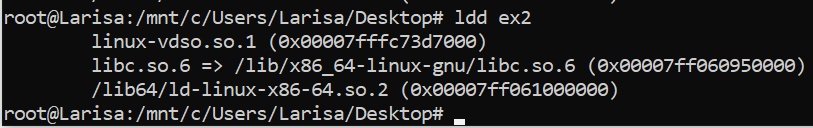 root@Larisa:/mnt/c/Users/Larisa/Desktop# ldd ex2
linux-vdso.so.1 (0x00007fffc73d7000)
libc.so.6 => /lib/x86_64-linux-gnu/libc.so.6 (0x00007ff060950000)
/lib64/ld-linux-x86-64.so.2 (0x00007ff061000000)
root@Larisa:/mnt/c/Users/Larisa/Desktop#